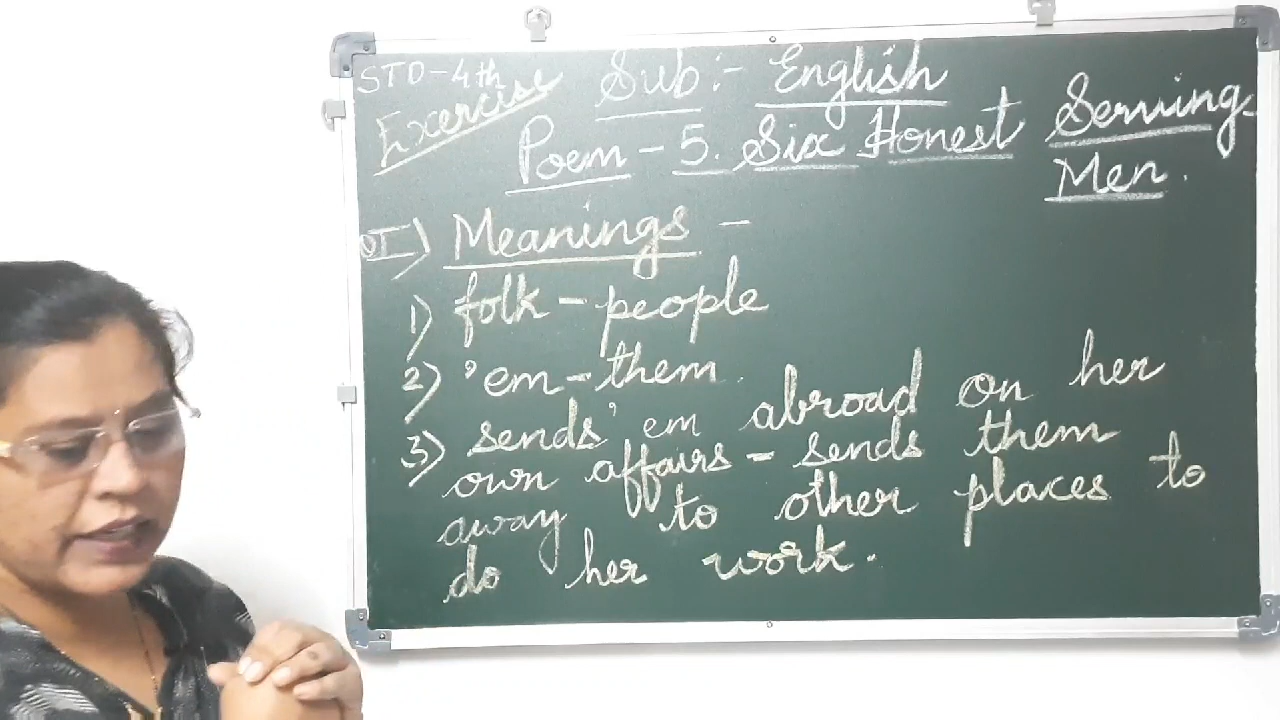 STD-4th Sub:- English
Exercise
Poem - 5. Six Honest Serving-
Men.
QI) Meanings -
1) folk - people
2) 'em - them.
3) sends 'em abroad on her
own affairs - sends them
away to other places to
do her work.